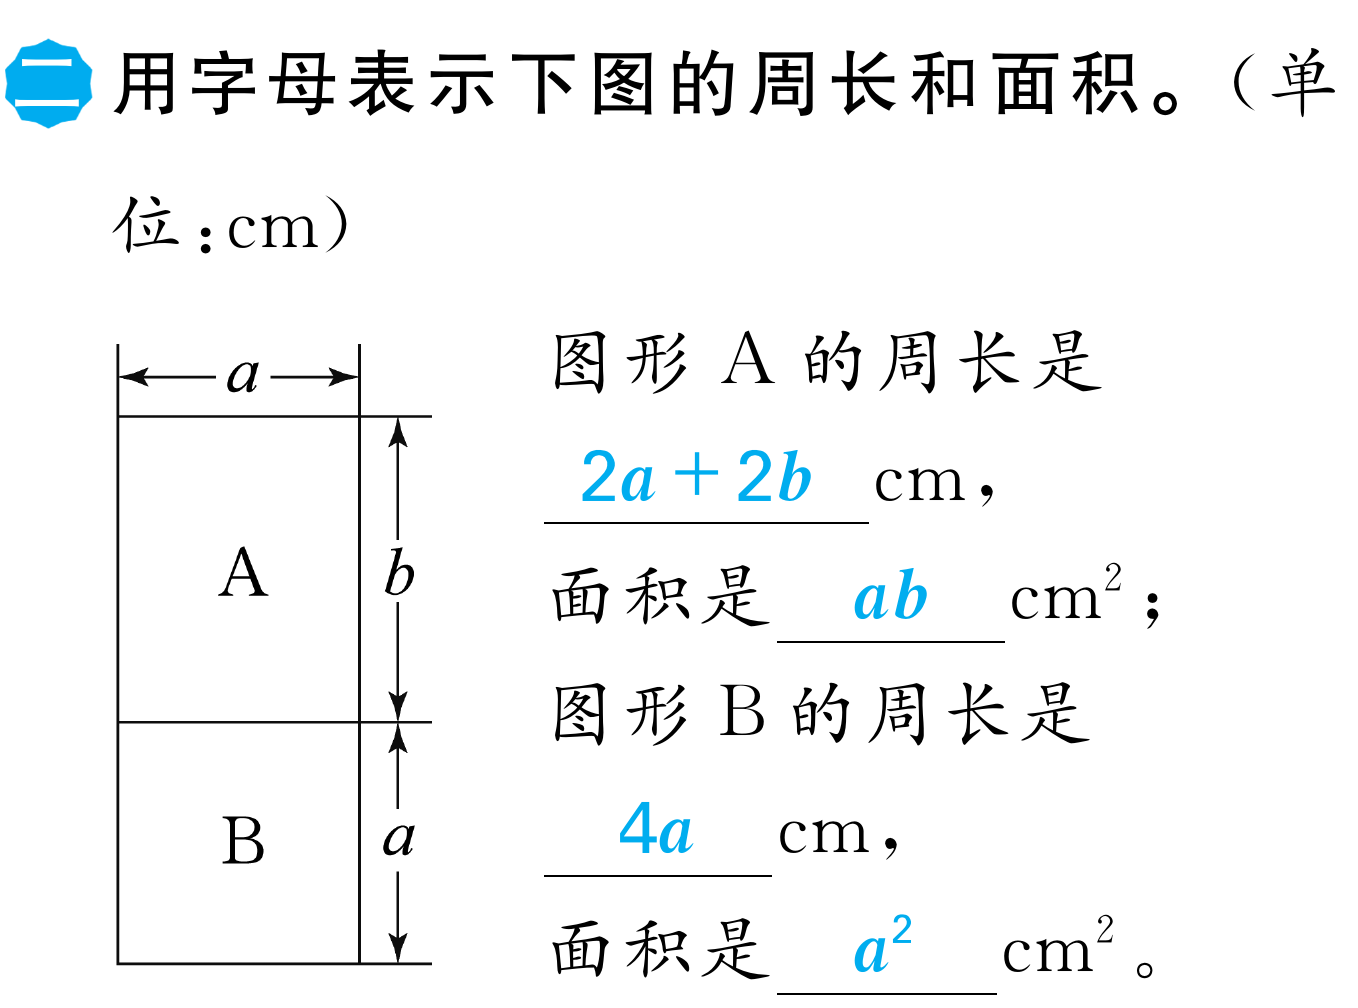 二 用字母表示下图的周长和面积。（单
位：cm）
a
A
b
B
a
图形 A 的周长是
2a＋2b cm，
面积是 ab cm²；
图形 B 的周长是
4a cm，
面积是 a² cm²。